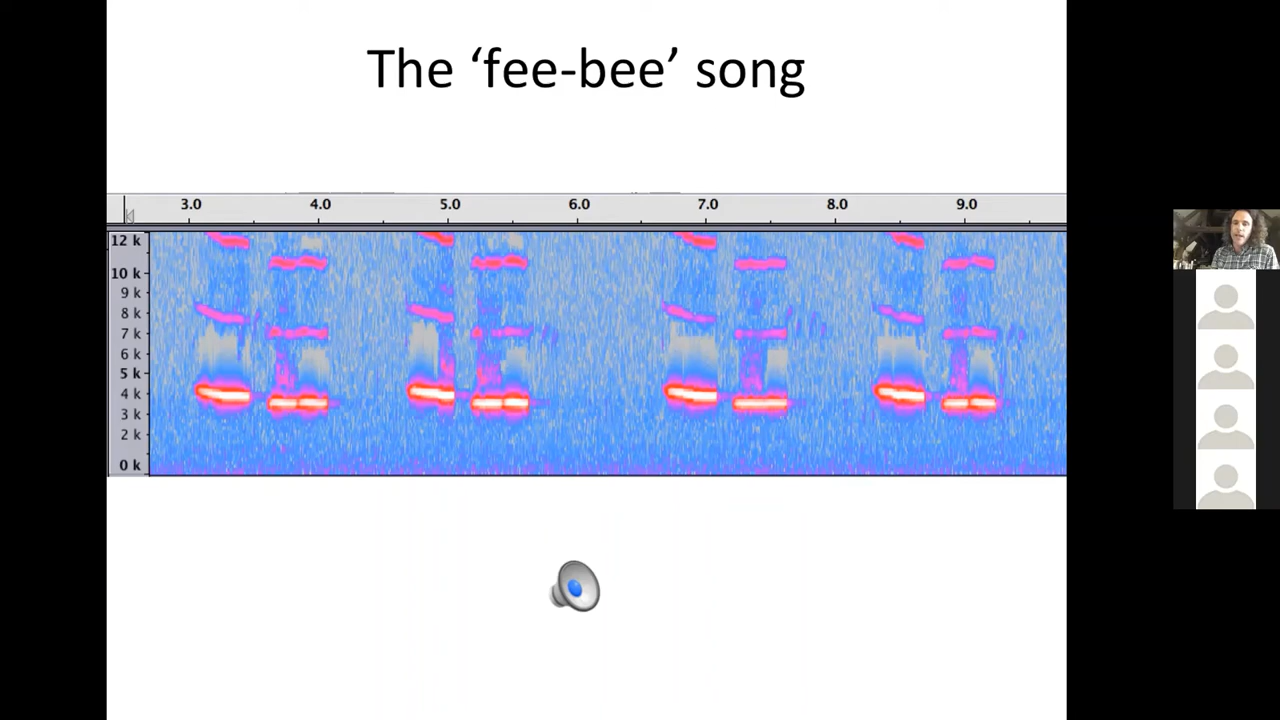 The ‘fee-bee’ song
3.0 4.0 5.0 6.0 7.0 8.0 9.0
12 k
10 k
9 k
8 k
7 k
6 k
5 k
4 k
3 k
2 k
0 k